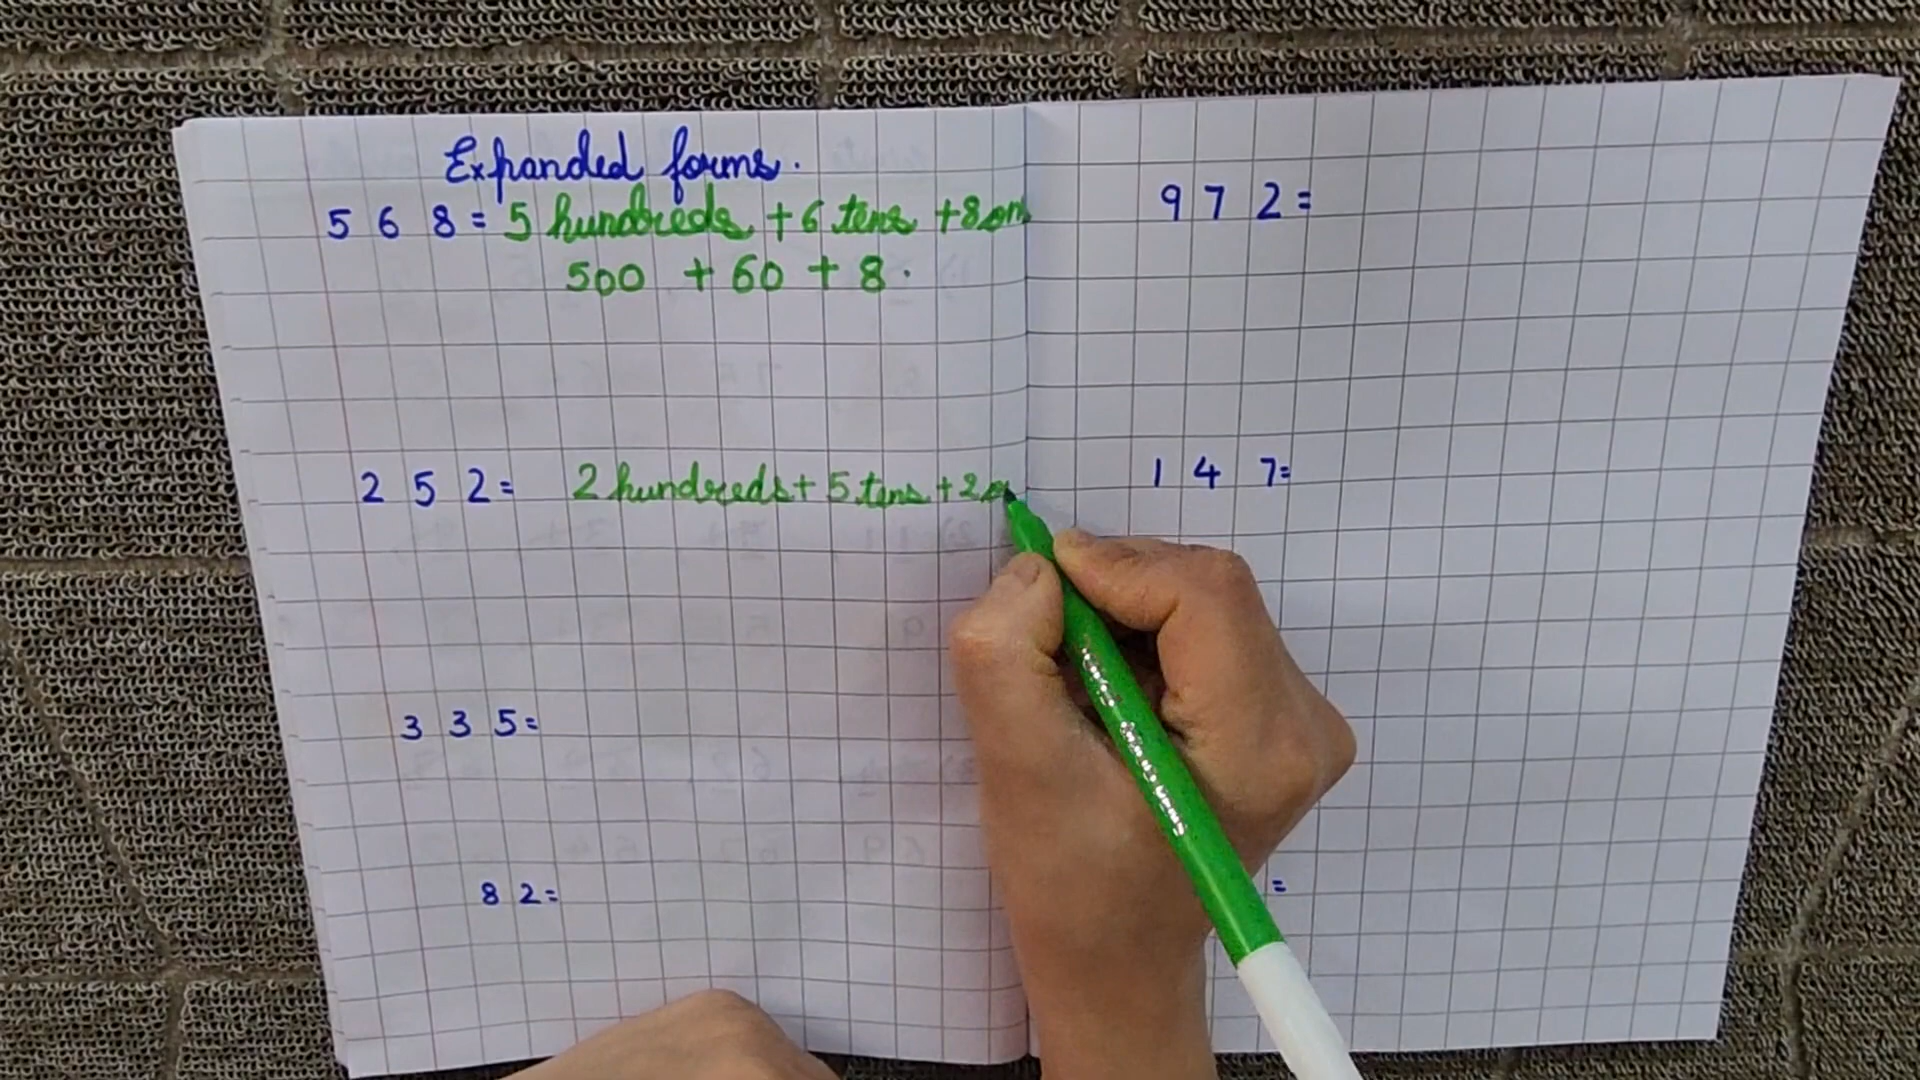 Expanded forms.
5 6 8 = 5 hundreds + 6 tens + 8 on
500 + 60 + 8.
2 5 2 = 2 hundreds + 5 tens + 2
3 3 5 =
8 2 =
9 7 2 =
1 4 7 =
=